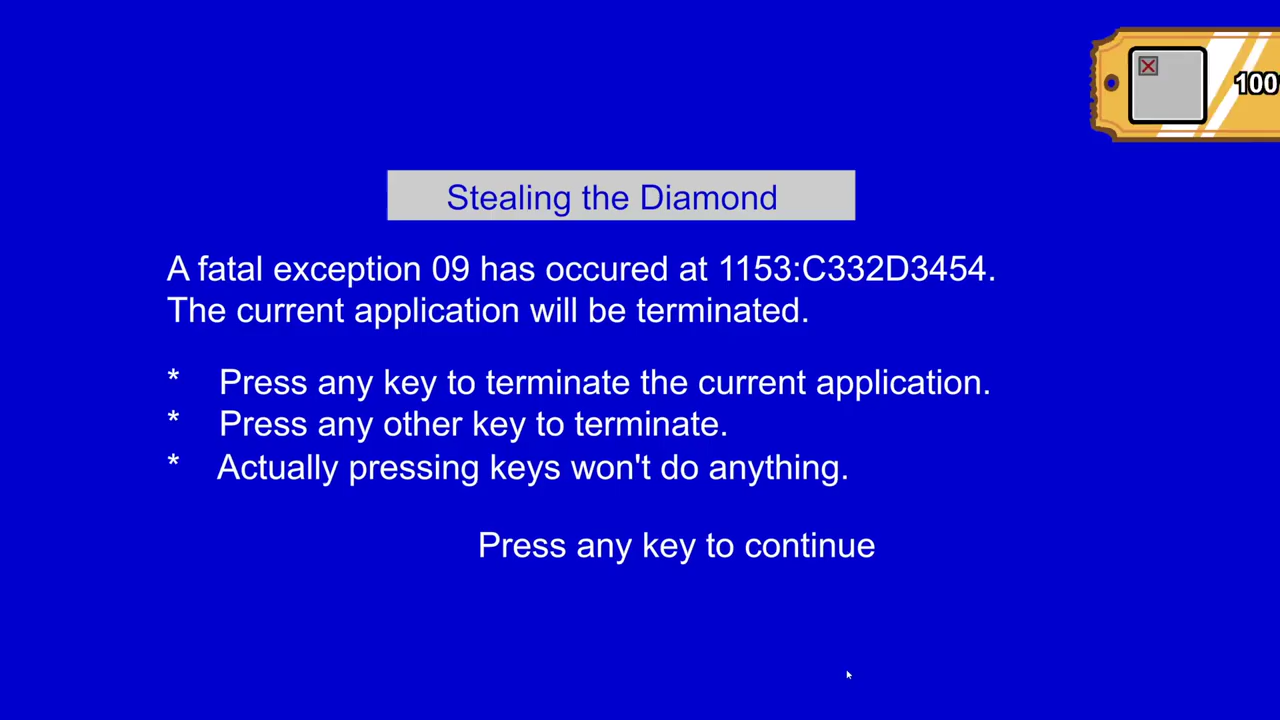 100
Stealing the Diamond
A fatal exception 09 has occured at 1153:C332D3454.
The current application will be terminated.
* Press any key to terminate the current application.
* Press any other key to terminate.
* Actually pressing keys won't do anything.
Press any key to continue